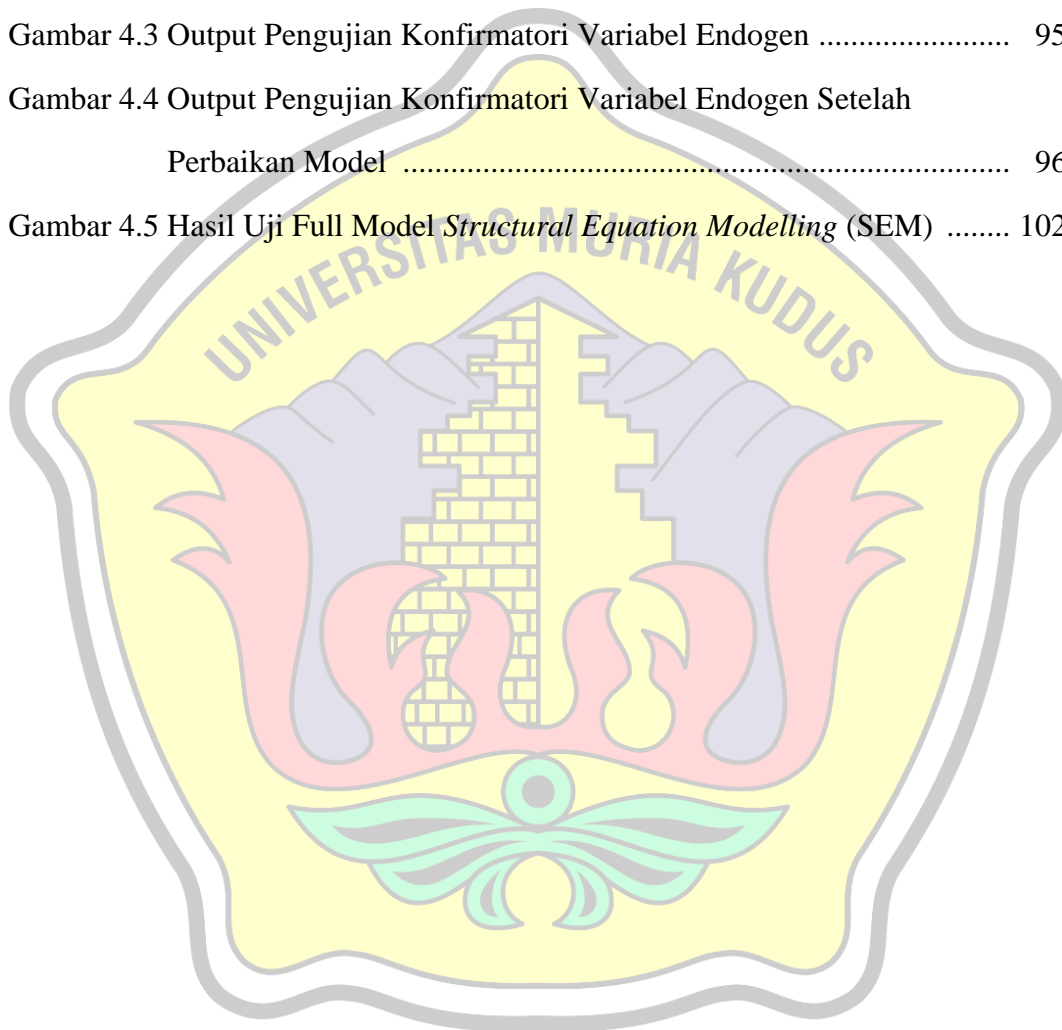 Gambar 4.3 Output Pengujian Konfirmatori Variabel Endogen ........................ 95
Gambar 4.4 Output Pengujian Konfirmatori Variabel Endogen Setelah
Perbaikan Model ............................................................................ 96
Gambar 4.5 Hasil Uji Full Model Structural Equation Modelling (SEM) ........ 102
UNIVERSITAS MURIA KUDUS